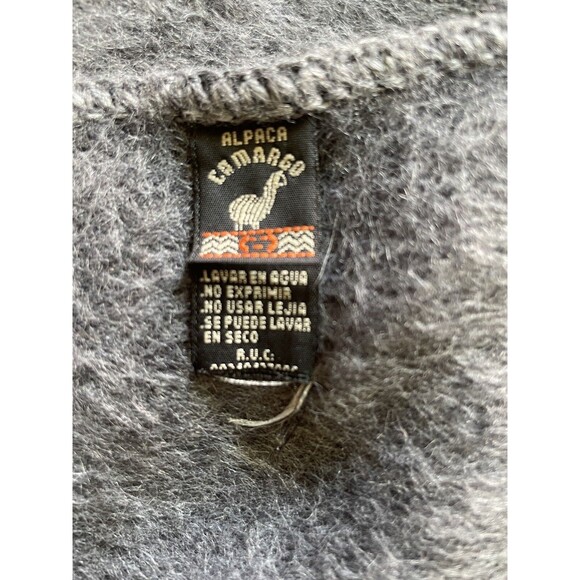 ALPACA
CAMARGO
.LAVAR EN AGUA
.NO EXPRIMIR
.NO USAR LEJIA
.SE PUEDE LAVAR
EN SECO
R.U.C: